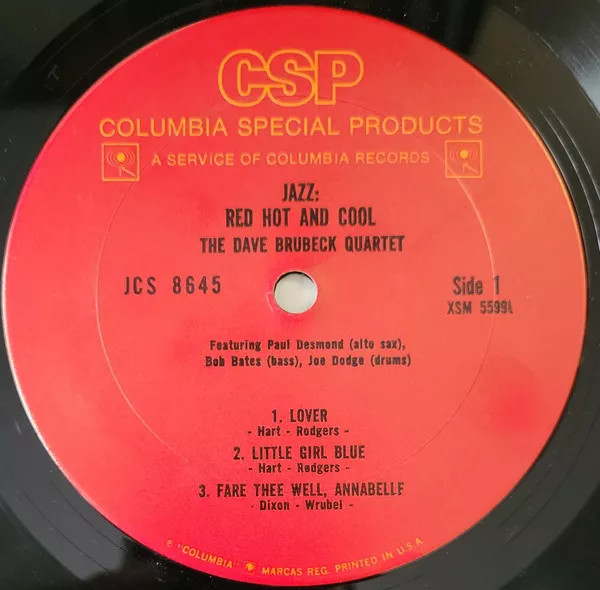 CSP
COLUMBIA SPECIAL PRODUCTS
A SERVICE OF COLUMBIA RECORDS
JAZZ:
RED HOT AND COOL
THE DAVE BRUBECK QUARTET
JCS 8645
Side 1
XSM 55991
Featuring Paul Desmond (alto sax),
Bob Bates (bass), Joe Dodge (drums)
1. LOVER
- Hart - Rodgers -
2. LITTLE GIRL BLUE
- Hart - Rodgers -
3. FARE THEE WELL, ANNABELLE
- Dixon - Wrubel -
"COLUMBIA" MARCAS REG. PRINTED IN U.S.A.